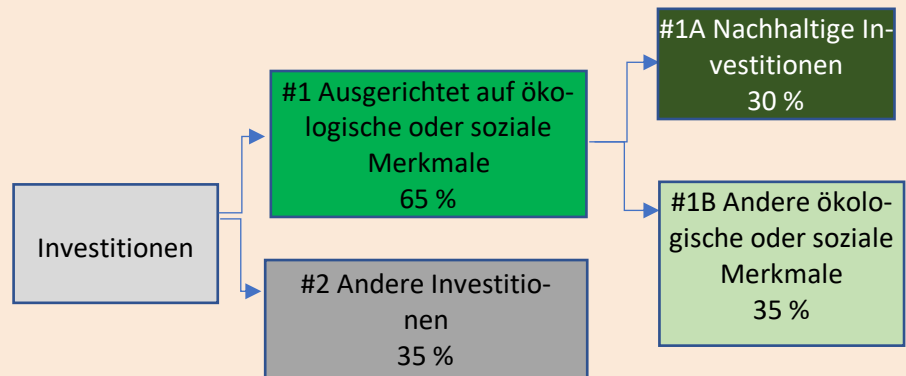 Investitionen
#1 Ausgerichtet auf öko-
logische oder soziale
Merkmale
65 %
#2 Andere Investitio-
nen
35 %
#1A Nachhaltige In-
vestitionen
30 %
#1B Andere ökolo-
gische oder soziale
Merkmale
35 %